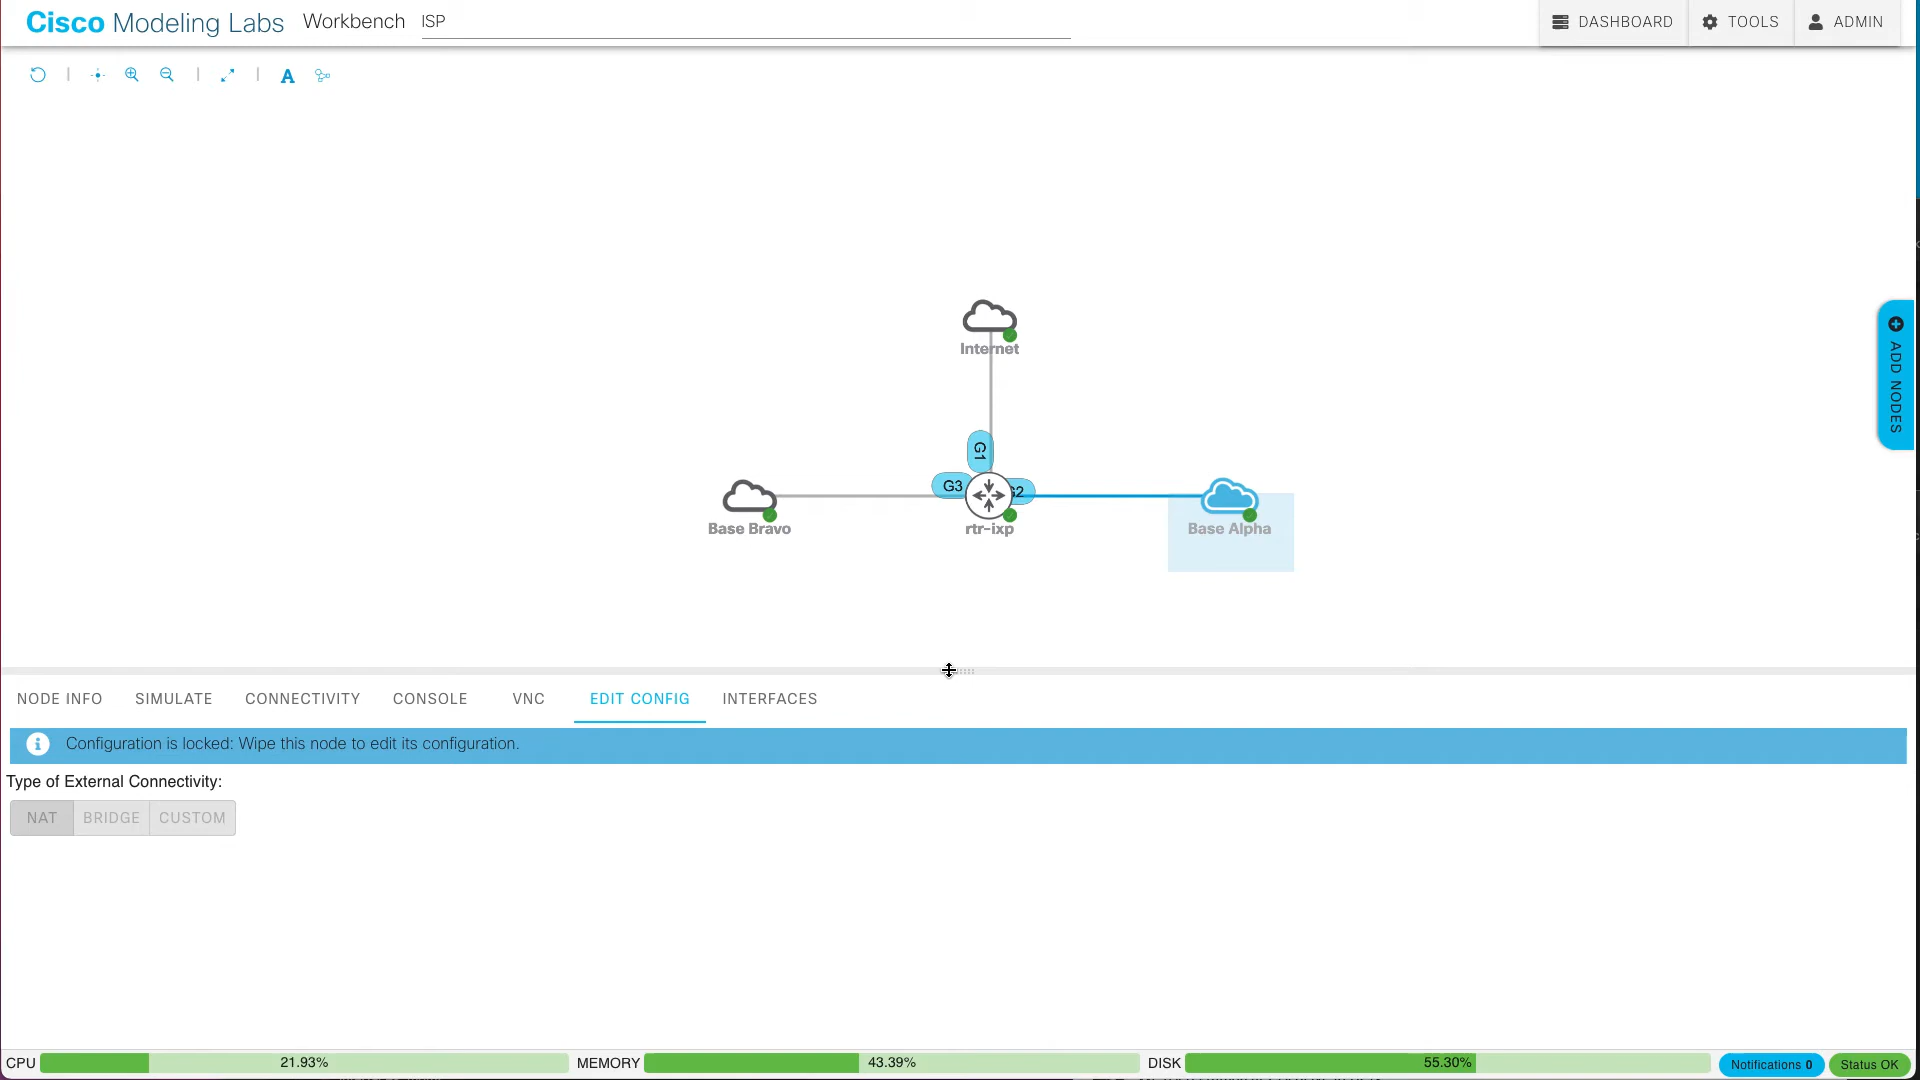 Cisco Modeling Labs Workbench ISP
DASHBOARD TOOLS ADMIN
A
ADD NODES
Internet
G1
G3
G2
Base Bravo
rtr-ixp
Base Alpha
NODE INFO SIMULATE CONNECTIVITY CONSOLE VNC EDIT CONFIG INTERFACES
Configuration is locked: Wipe this node to edit its configuration.
Type of External Connectivity:
NAT BRIDGE CUSTOM
CPU 21.93% MEMORY 43.39% DISK 55.30% Notifications 0 Status OK